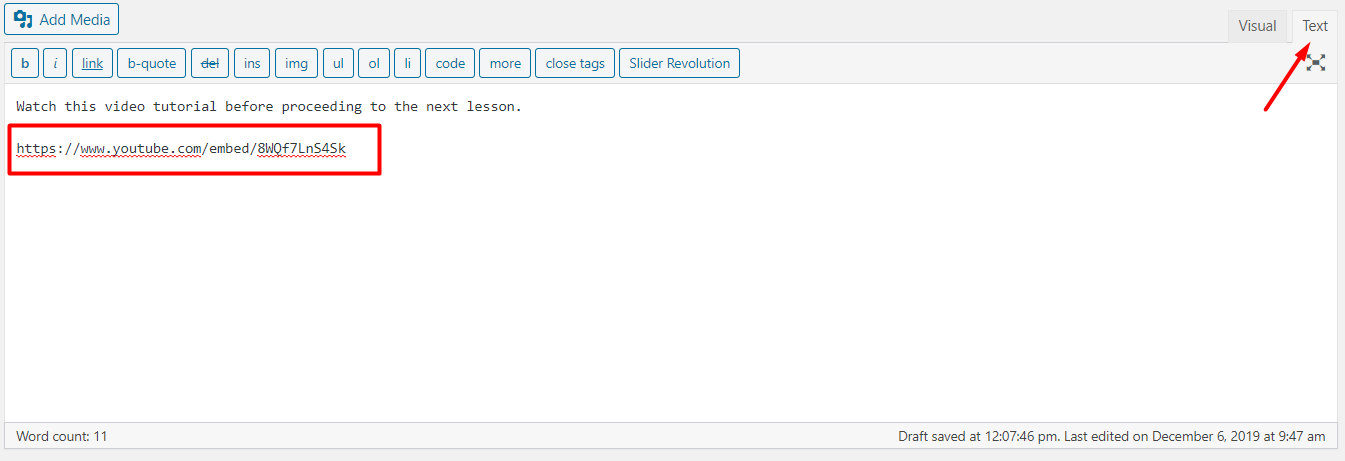 Add Media
Visual Text
b i link b-quote del ins img ul ol li code more close tags Slider Revolution
Watch this video tutorial before proceeding to the next lesson.
https://www.youtube.com/embed/8WQf7LnS4Sk
Word count: 11 Draft saved at 12:07:46 pm. Last edited on December 6, 2019 at 9:47 am